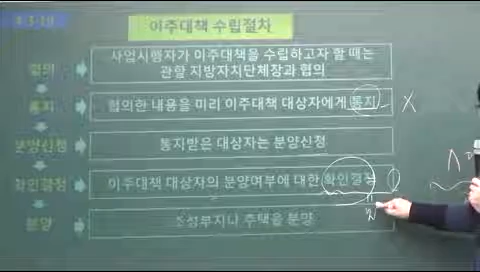 이주대책 수립절차
협의
사업시행자가 이주대책을 수립하고자 할 때는
관할 지방자치단체장과 협의
통지
협의한 내용을 미리 이주대책 대상자에게 통지
X
분양신청
통지받은 대상자는 분양신청
확인결정
이주대책 대상자의 분양여부에 대한 확인결정
분양
조성부지나 주택을 분양